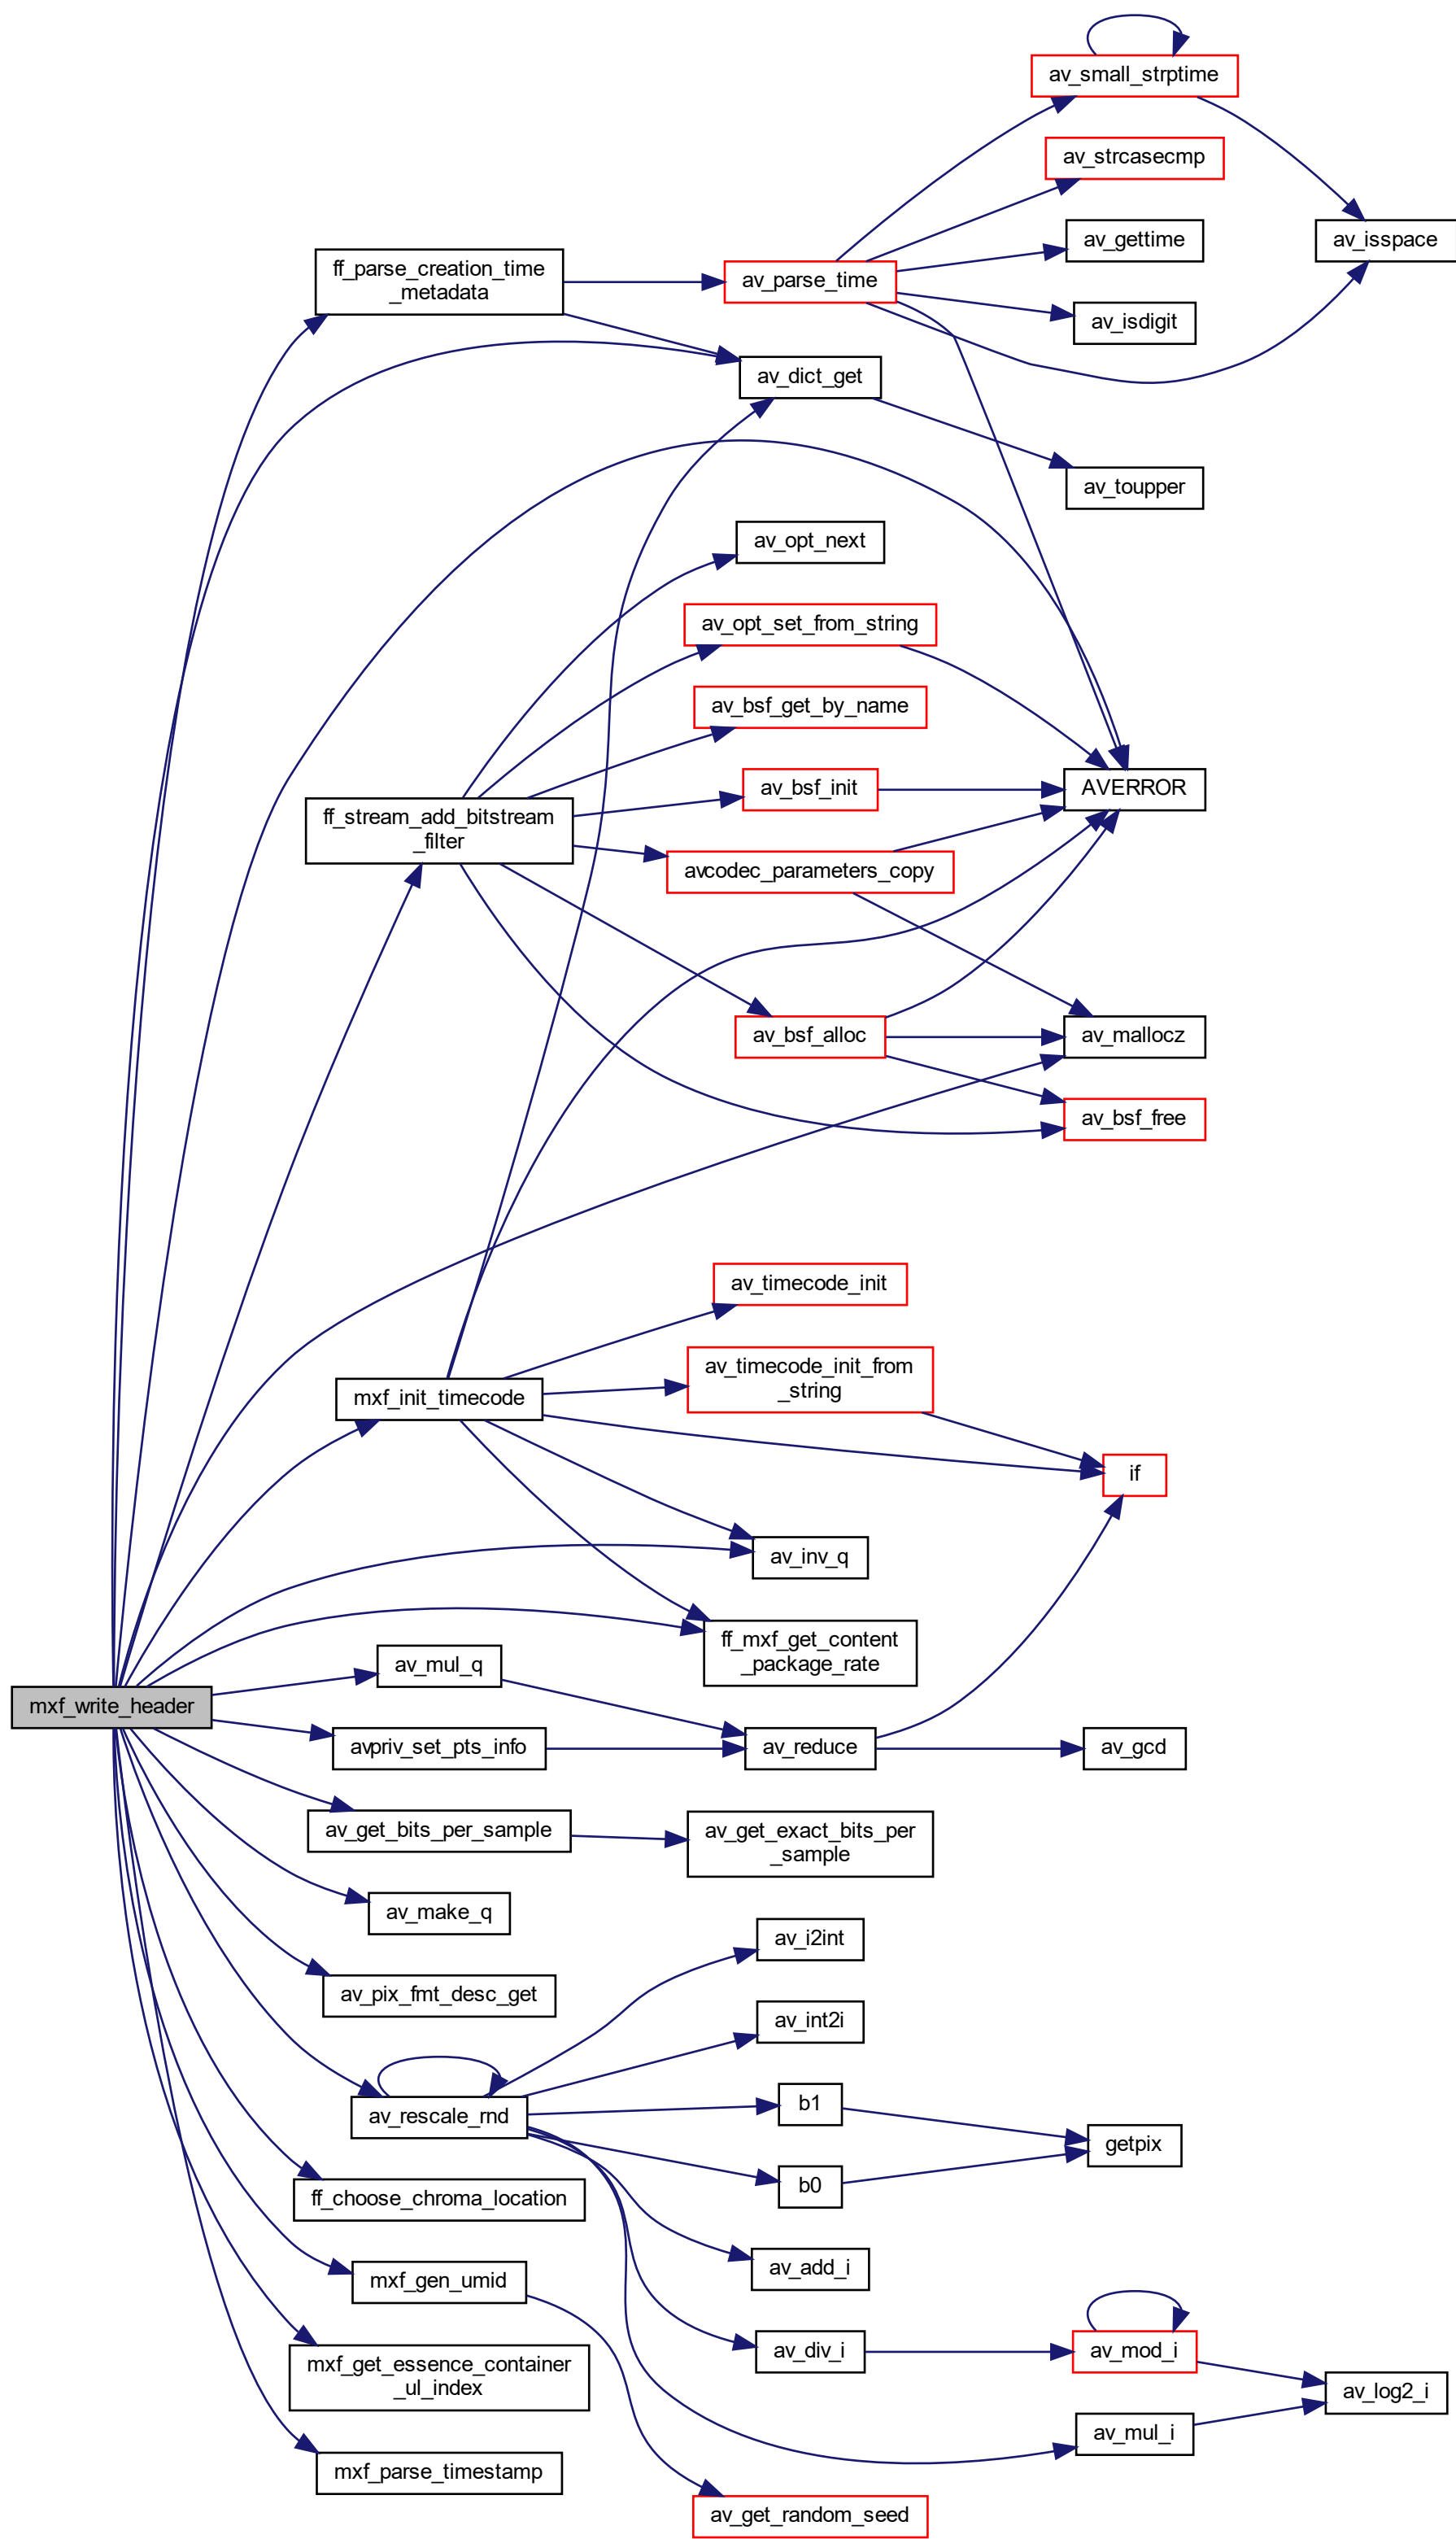 av_small_strptime
av_strcasecmp
av_gettime
av_isspace
ff_parse_creation_time
_metadata
av_parse_time
av_isdigit
av_dict_get
av_toupper
av_opt_next
av_opt_set_from_string
av_bsf_get_by_name
av_bsf_init
AVERROR
ff_stream_add_bitstream
_filter
avcodec_parameters_copy
av_bsf_alloc
av_mallocz
av_bsf_free
av_timecode_init
mxf_init_timecode
av_timecode_init_from
_string
if
av_inv_q
ff_mxf_get_content
_package_rate
av_mul_q
mxf_write_header
avpriv_set_pts_info
av_reduce
av_gcd
av_get_bits_per_sample
av_get_exact_bits_per
_sample
av_make_q
av_i2int
av_pix_fmt_desc_get
av_int2i
av_rescale_rnd
b1
getpix
b0
ff_choose_chroma_location
av_add_i
mxf_gen_umid
av_div_i
av_mod_i
mxf_get_essence_container
_ul_index
av_log2_i
av_mul_i
mxf_parse_timestamp
av_get_random_seed